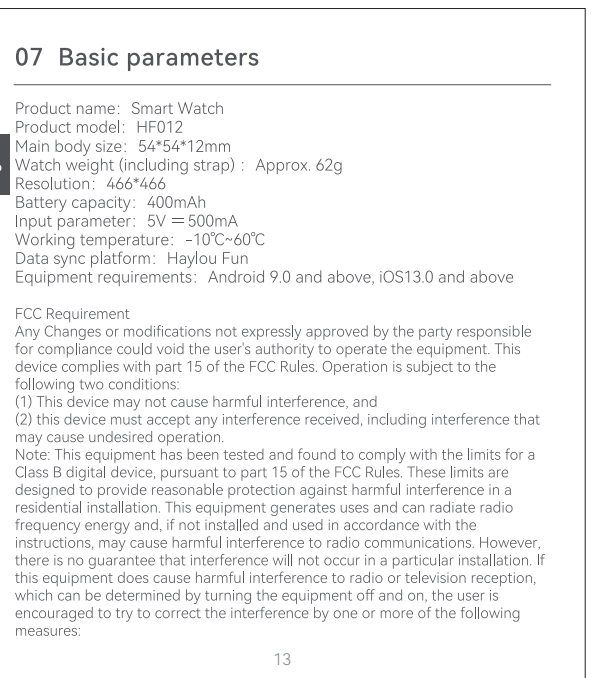 07 Basic parameters
Product name: Smart Watch
Product model: HF012
Main body size: 54*54*12mm
Watch weight (including strap) : Approx. 62g
Resolution: 466*466
Battery capacity: 400mAh
Input parameter: 5V ⎓ 500mA
Working temperature: -10℃~60℃
Data sync platform: Haylou Fun
Equipment requirements: Android 9.0 and above, iOS13.0 and above
FCC Requirement
Any Changes or modifications not expressly approved by the party responsible
for compliance could void the user's authority to operate the equipment. This
device complies with part 15 of the FCC Rules. Operation is subject to the
following two conditions:
(1) This device may not cause harmful interference, and
(2) this device must accept any interference received, including interference that
may cause undesired operation.
Note: This equipment has been tested and found to comply with the limits for a
Class B digital device, pursuant to part 15 of the FCC Rules. These limits are
designed to provide reasonable protection against harmful interference in a
residential installation. This equipment generates uses and can radiate radio
frequency energy and, if not installed and used in accordance with the
instructions, may cause harmful interference to radio communications. However,
there is no guarantee that interference will not occur in a particular installation. If
this equipment does cause harmful interference to radio or television reception,
which can be determined by turning the equipment off and on, the user is
encouraged to try to correct the interference by one or more of the following
measures:
13